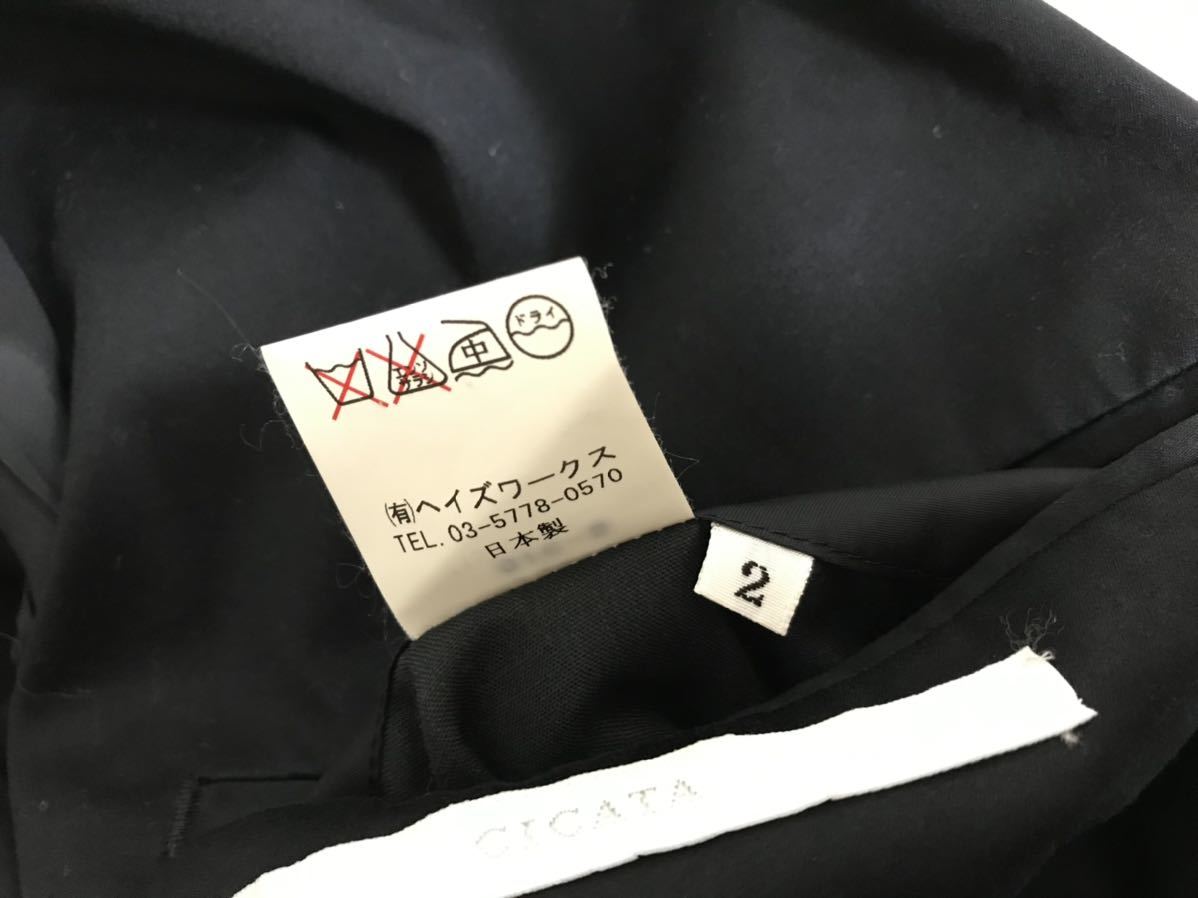 エンソ
サラシ
中
ドライ
㈲ヘイズワークス
TEL. 03-5778-0570
日本製
2
CICATA